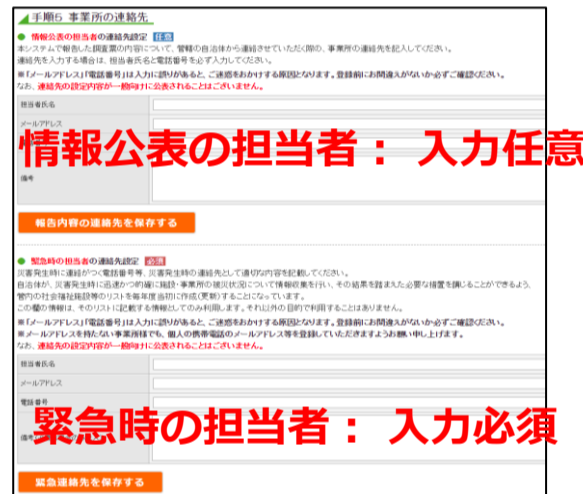 手順5 事業所の連絡先
● 情報公表の担当者の連絡先設定 任意
本システムで報告した調査票の内容について、管轄の自治体から連絡させていただく際の、事業所の連絡先を記入してください。
連絡先を入力する場合は、担当者氏名と電話番号を必ず入力してください。
※「メールアドレス」「電話番号」は入力に誤りがあると、ご迷惑をおかけする原因となります。登録前にお間違えがないか必ずご確認ください。
なお、連絡先の設定内容が一般向けに公表されることはございません。
担当者氏名
メールアドレス
情報公表の担当者： 入力任意
備考
報告内容の連絡先を保存する
● 緊急時の担当者の連絡先設定 必須
災害発生時に連絡がつく電話番号等、災害発生時の連絡先として適切な内容を記載してください。
自治体が、災害発生時に迅速かつ的確に施設・事業所の被災状況について情報収集を行い、その結果を踏まえた必要な措置を講じることができるよう、
管内の社会福祉施設等のリストを毎年度当初に作成(更新)することになっています。
この欄の情報は、そのリストに記載する情報としてのみ利用します。それ以外の目的で利用することはありません。
※「メールアドレス」「電話番号」は入力に誤りがあると、ご迷惑をおかけする原因となります。登録前にお間違えがないか必ずご確認ください。
※メールアドレスを持たない事業所様でも、個人の携帯電話のメールアドレス等を登録していただきますようお願い申し上げます。
なお、連絡先の設定内容が一般向けに公表されることはございません。
担当者氏名
メールアドレス
電話番号
緊急時の担当者： 入力必須
緊急連絡先を保存する